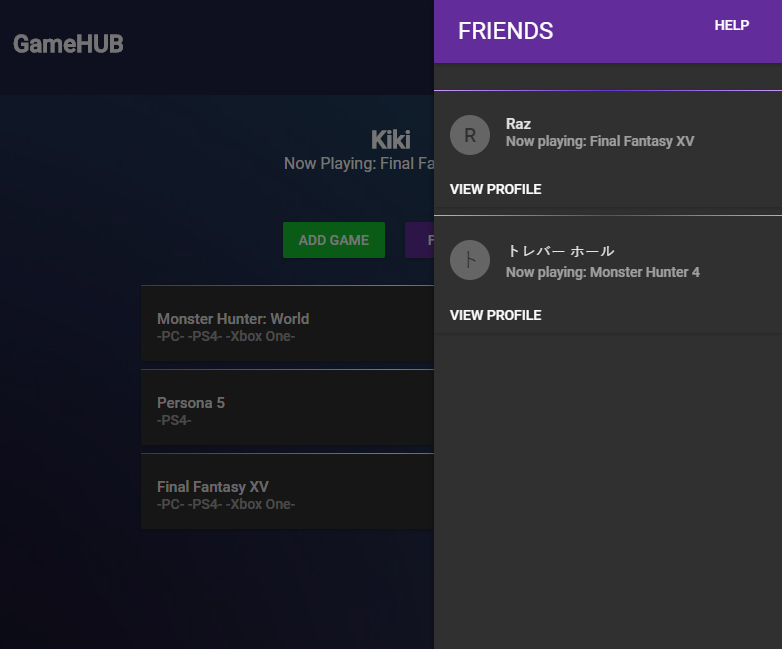 GameHUB
Kiki
Now Playing: Final Fa
ADD GAME
F
Monster Hunter: World
-PC- -PS4- -Xbox One-
Persona 5
-PS4-
Final Fantasy XV
-PC- -PS4- -Xbox One-
FRIENDS
HELP
R
Raz
Now playing: Final Fantasy XV
VIEW PROFILE
ト
トレバー ホール
Now playing: Monster Hunter 4
VIEW PROFILE